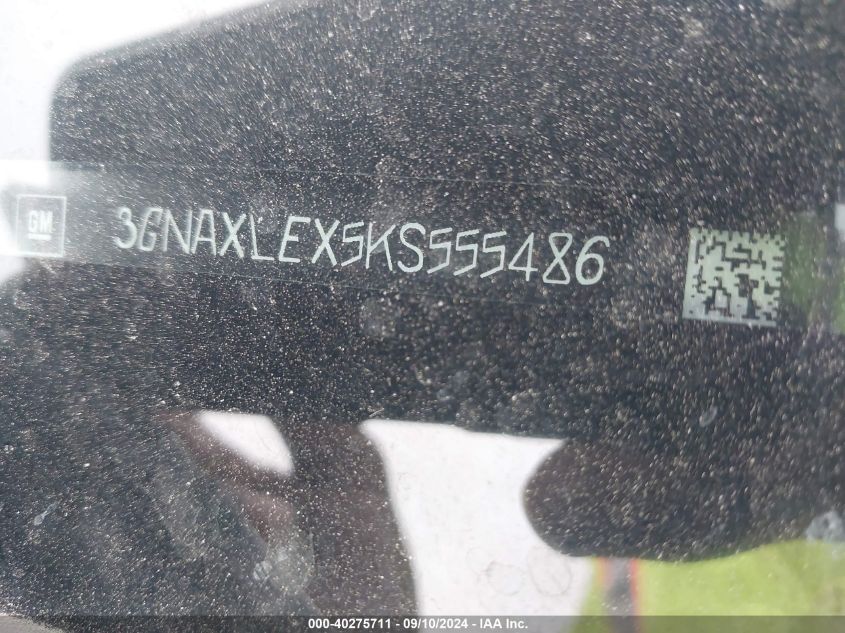 GM
3GNAXLEX5KS555486
000-40275711 - 09/10/2024 - IAA Inc.